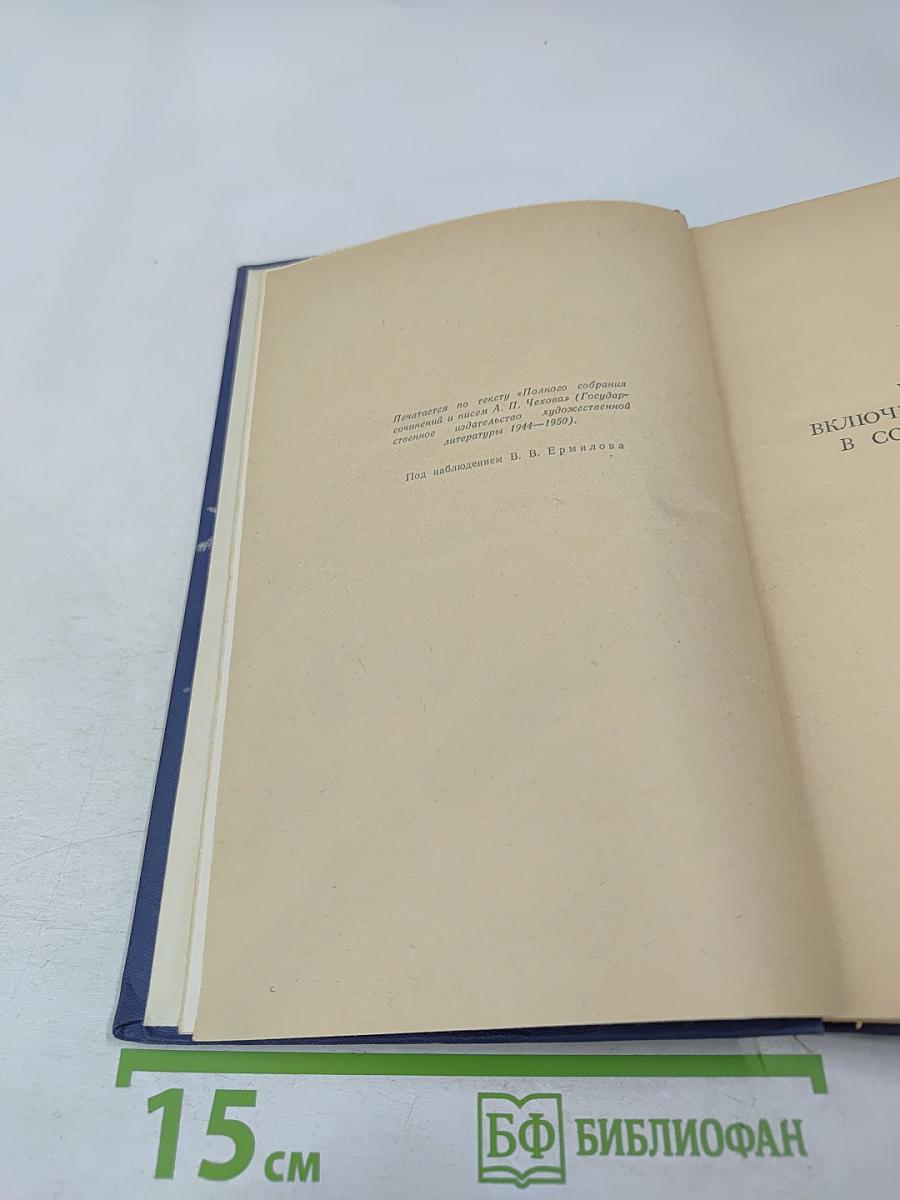 Печатается по тексту «Полного собрания
сочинений и писем А. П. Чехова» (Государ-
ственное издательство художественной
литературы 1944—1950).
Под наблюдением В. В. Ермилова
В СО
15 см
БФ БИБЛИОФАН